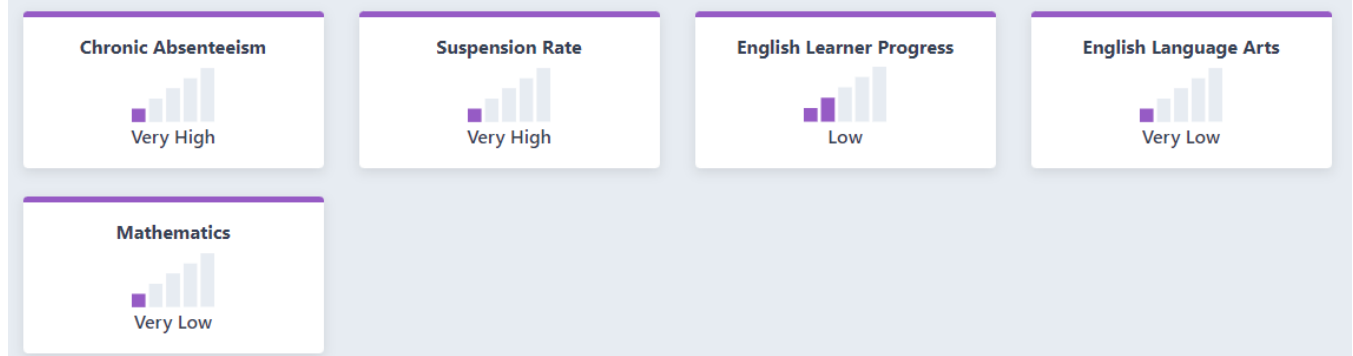 Chronic Absenteeism
Very High
Suspension Rate
Very High
English Learner Progress
Low
English Language Arts
Very Low
Mathematics
Very Low